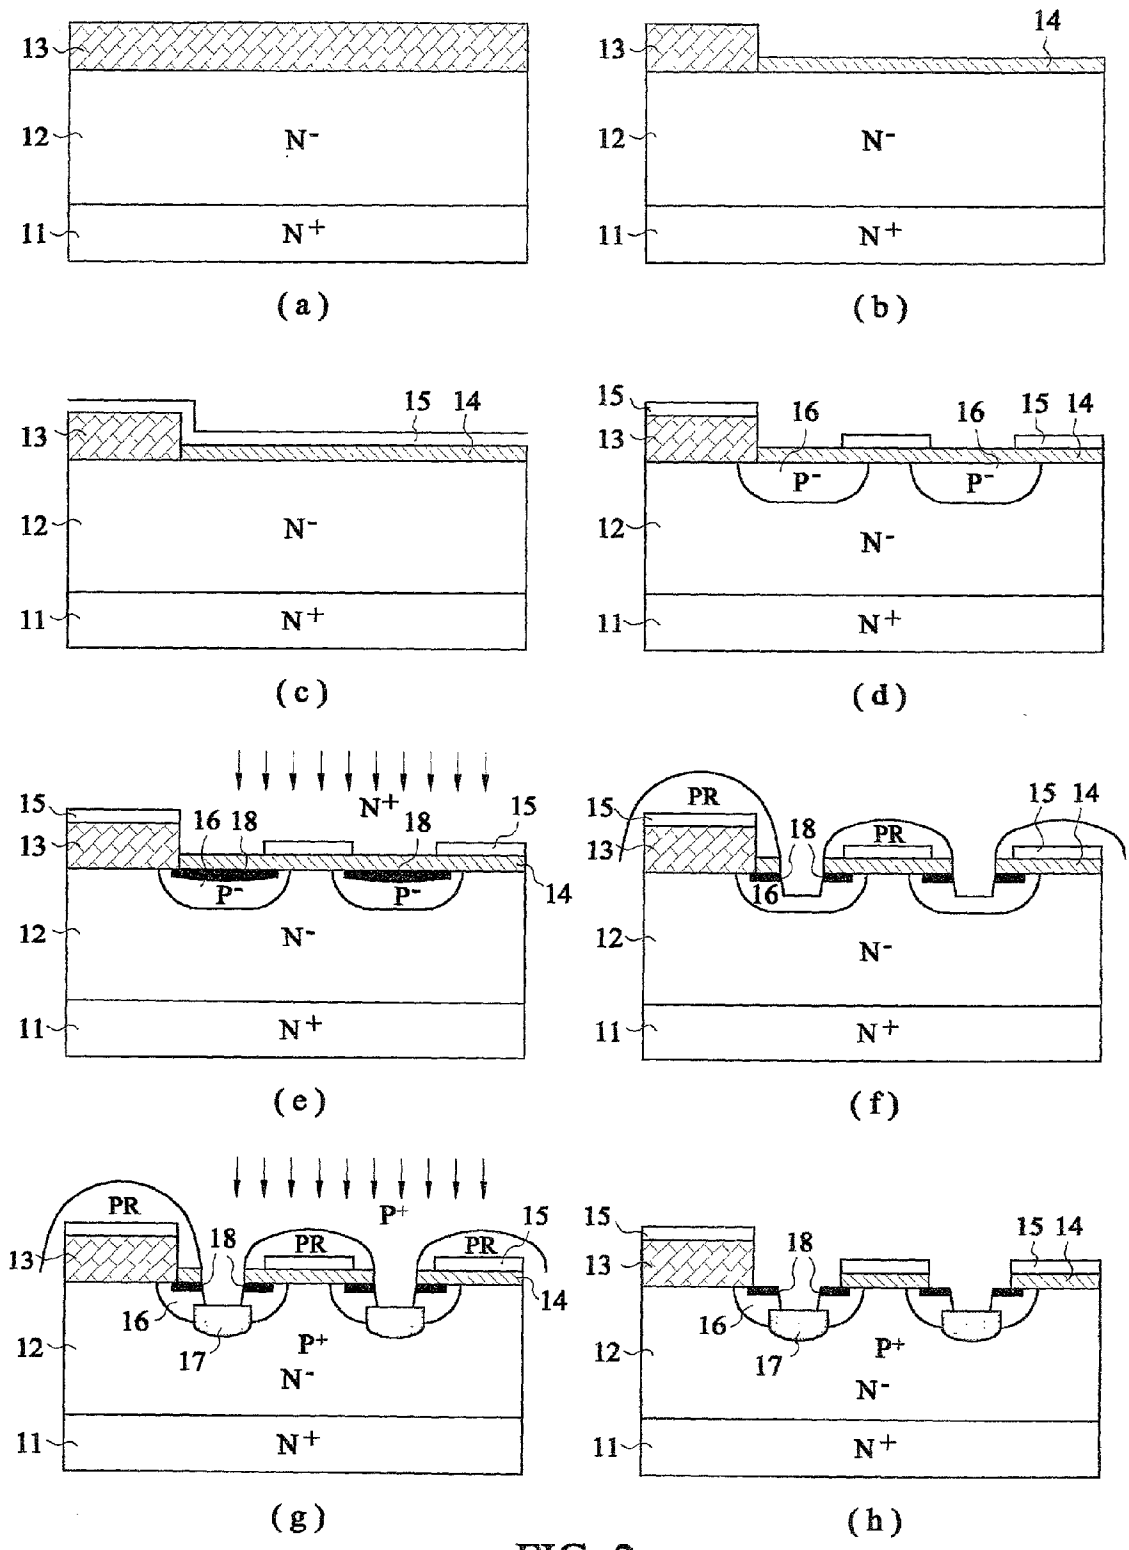 13
12
N-
11
N+
(a)
14
13
12
N-
11
N+
(b)
15 14
13
12
N-
11
N+
(c)
15
16 16 15 14
13
P- P-
12
N-
11
N+
(d)
N+
15
16 18 18 15
13
P- P-
14
12
N-
11
N+
(e)
PR
15
18 PR 15 14
13
16
12
N-
11
N+
(f)
P+
PR
18 PR 15
PR
13
14
16
17
12
P+
N-
11
N+
(g)
15
18 15 14
13
16
17
12
P+
N-
11
N+
(h)